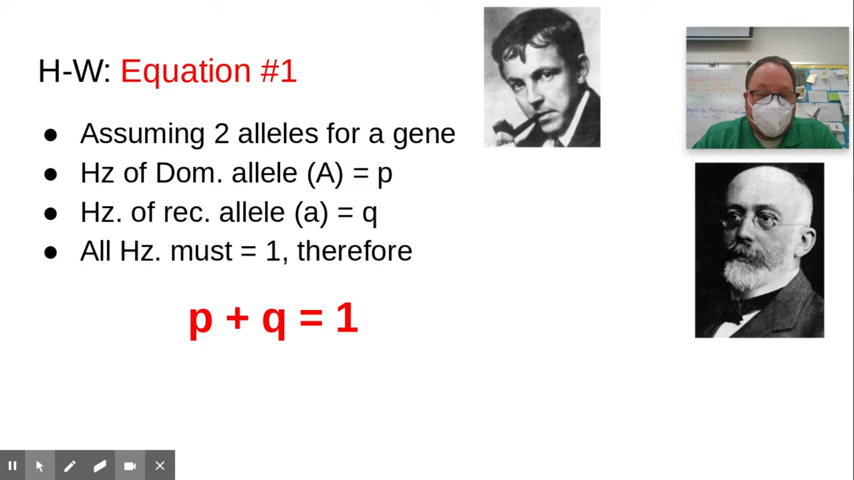 H-W: Equation #1
● Assuming 2 alleles for a gene
● Hz of Dom. allele (A) = p
● Hz. of rec. allele (a) = q
● All Hz. must = 1, therefore
p + q = 1